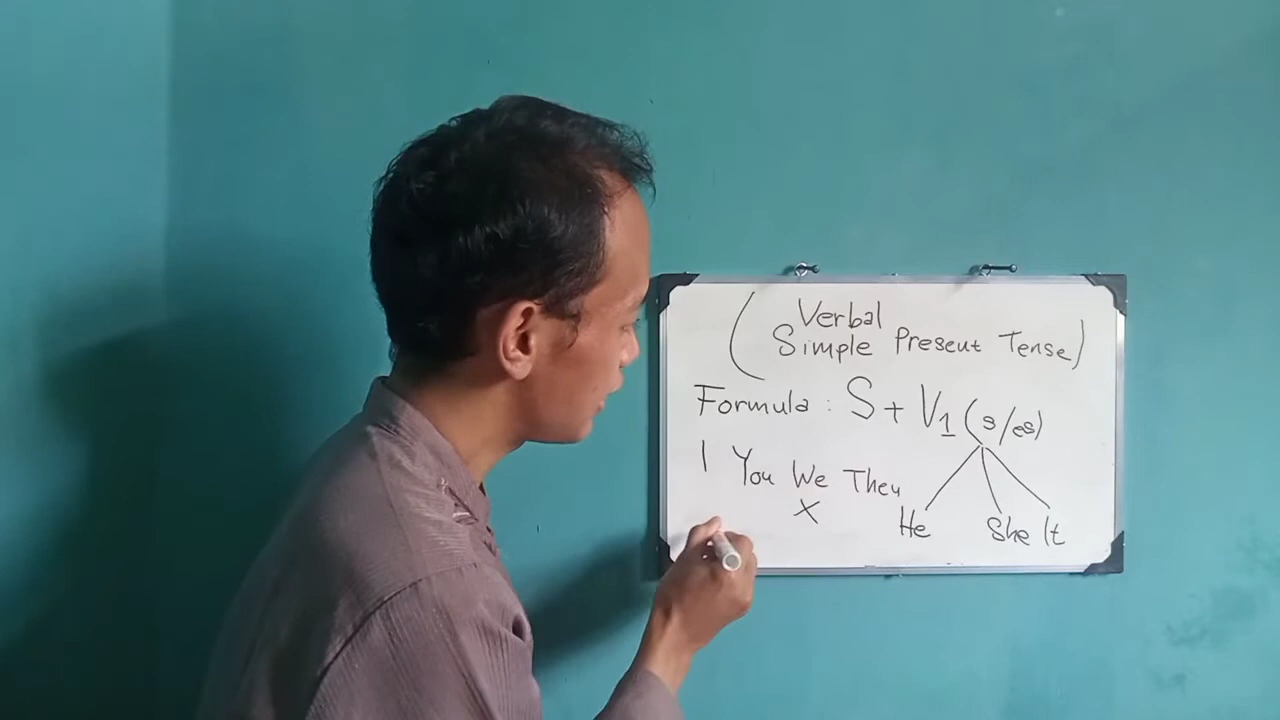 (Verbal
Simple Present Tense)
Formula : S + V1 (s/es)
I You We They
X
He She It